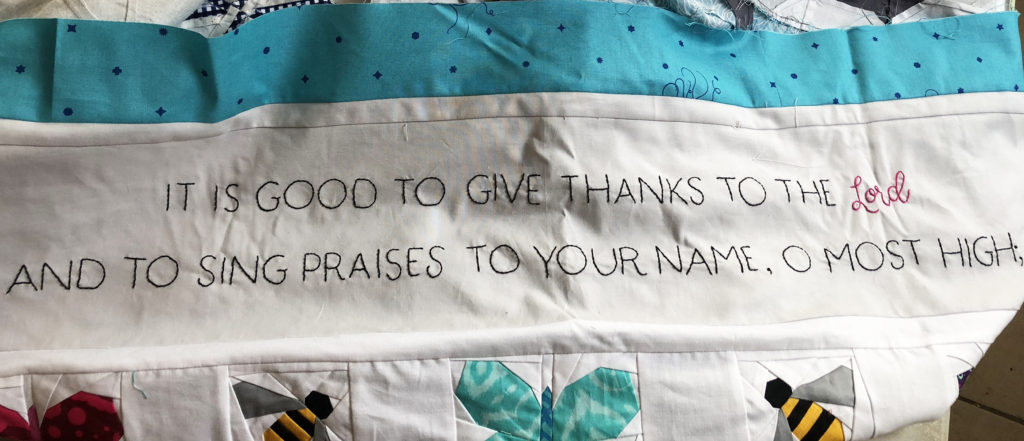 IT IS GOOD TO GIVE THANKS TO THE Lord
AND TO SING PRAISES TO YOUR NAME, O MOST HIGH;